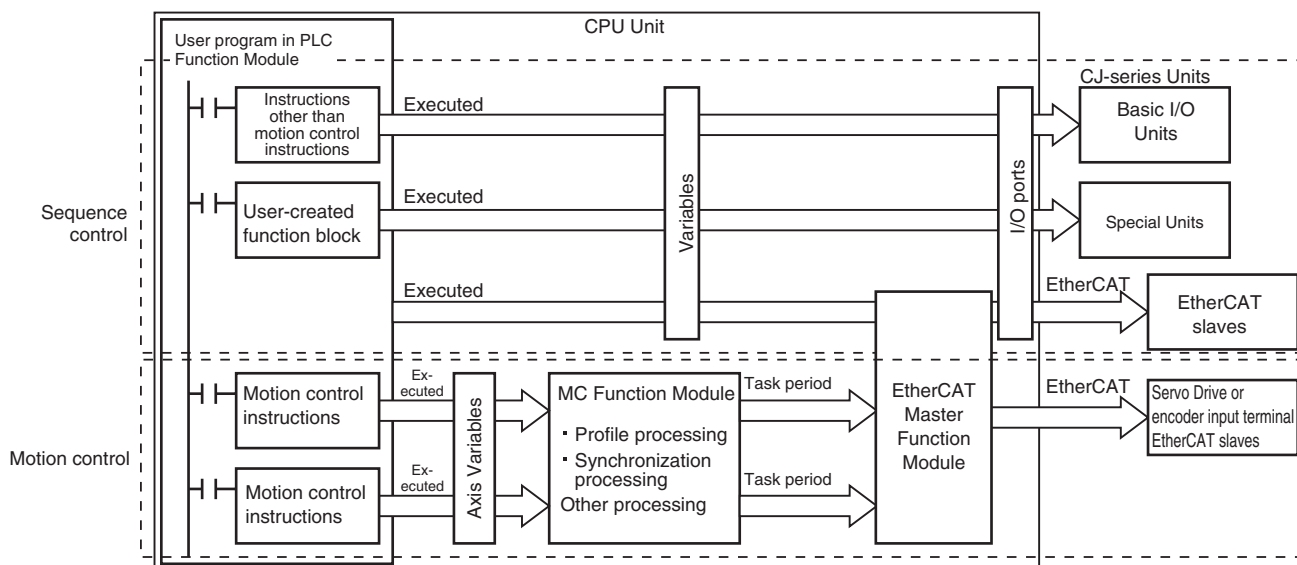 CPU Unit
User program in PLC
Function Module
CJ-series Units
Instructions
other than
motion control
instructions
Executed
Variables
I/O ports
Basic I/O
Units
Sequence
control
User-created
function block
Executed
Special Units
Executed
EtherCAT
EtherCAT
slaves
Motion control
Motion control
instructions
Ex-
ecuted
Axis Variables
MC Function Module
· Profile processing
· Synchronization
processing
Other processing
Task period
EtherCAT
Master
Function
Module
EtherCAT
Servo Drive or
encoder input terminal
EtherCAT slaves
Motion control
instructions
Ex-
ecuted
Task period